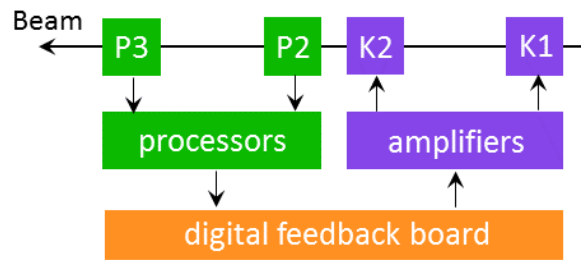 Beam
P3 P2 K2 K1
processors amplifiers
digital feedback board